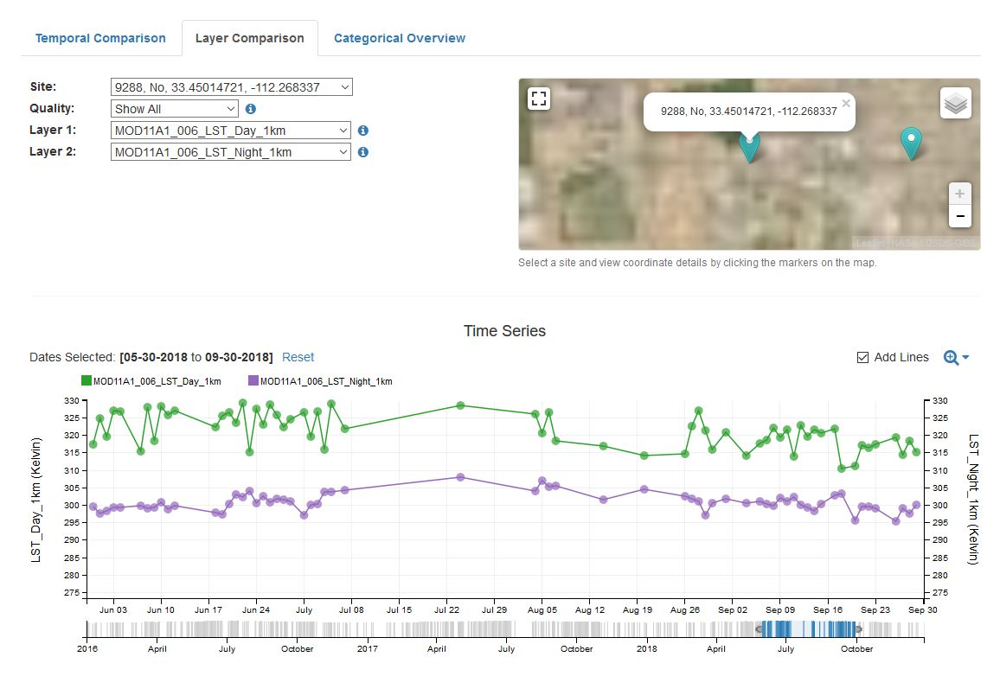 Temporal Comparison Layer Comparison Categorical Overview
Site: 9288, No, 33.45014721, -112.268337
Quality: Show All
Layer 1: MOD11A1_006_LST_Day_1km
Layer 2: MOD11A1_006_LST_Night_1km
9288, No, 33.45014721, -112.268337 ×
+
−
Leaflet | NASA EOSDIS GIBS
Select a site and view coordinate details by clicking the markers on the map.
Time Series
Dates Selected: [05-30-2018 to 09-30-2018] Reset
Add Lines
MOD11A1_006_LST_Day_1km MOD11A1_006_LST_Night_1km
LST_Day_1km (Kelvin)
330
325
320
315
310
305
300
295
290
285
280
275
330
325
320
315
310
305
300
295
290
285
280
275
LST_Night_1km (Kelvin)
Jun 03 Jun 10 Jun 17 Jun 24 July Jul 08 Jul 15 Jul 22 Jul 29 Aug 05 Aug 12 Aug 19 Aug 26 Sep 02 Sep 09 Sep 16 Sep 23 Sep 30
2016 April July October 2017 April July October 2018 April July October